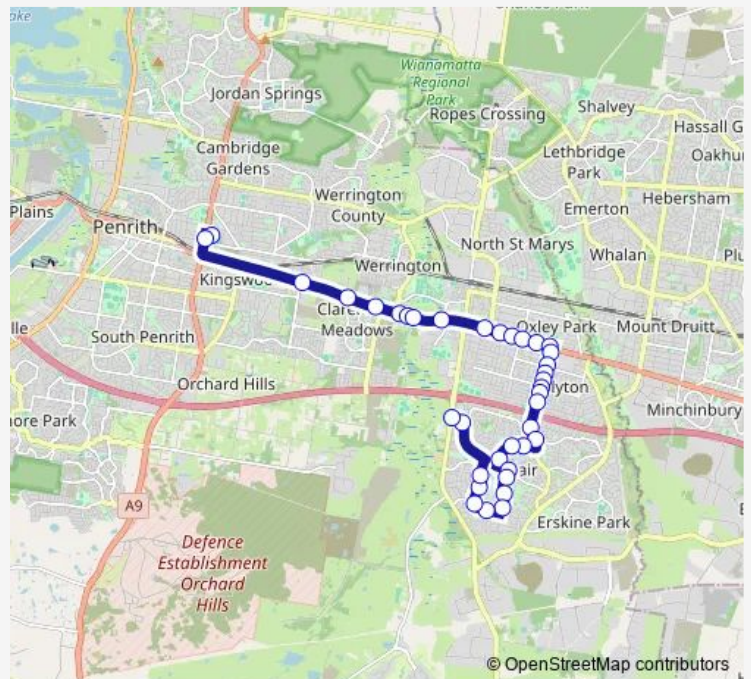 Wianamatta
Regional
Park
Jordan Springs
Ropes Crossing
Shalvey
Hassall G
Cambridge
Gardens
Lethbridge
Park
Oakhu
Werrington
County
Hebersham
Plains
Penrith
Emerton
North St Marys
Whalan
Plu
Werrington
Kingswo
Clare
Meadows
Oxley Park
Mount Druitt
lle
South Penrith
Orchard Hills
lyton
Minchinbury
nore Park
air
A9
Erskine Park
Defence
Establishment
Orchard
Hills
© OpenStreetMap contributors